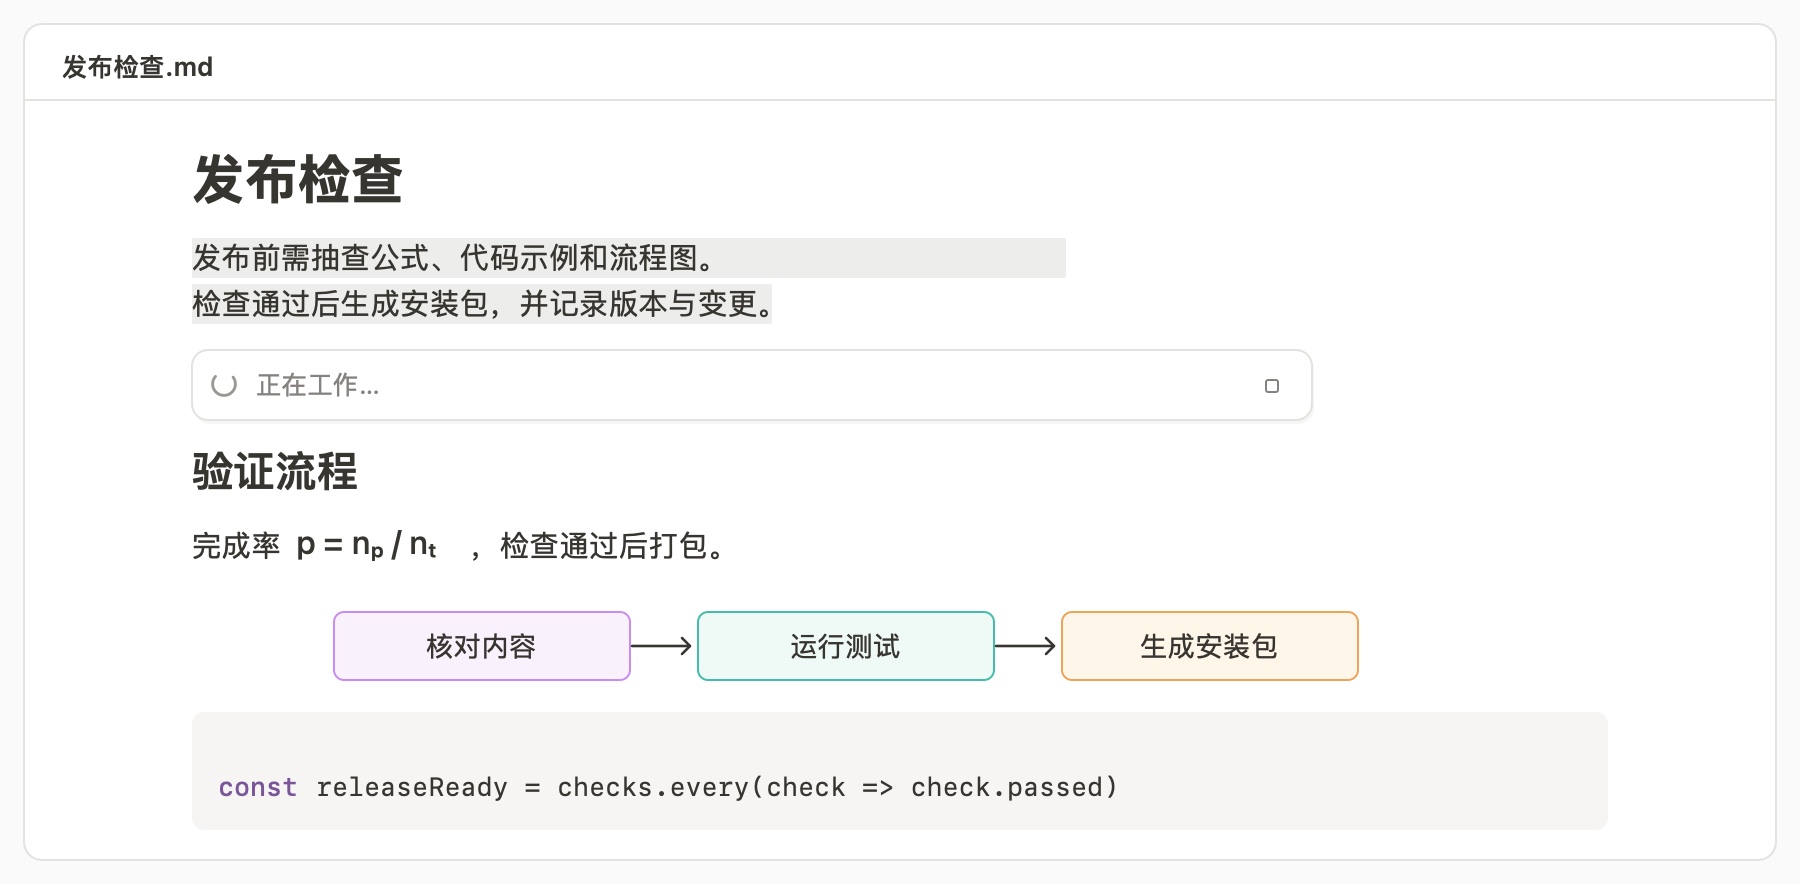 发布检查.md
发布检查
发布前需抽查公式、代码示例和流程图。
检查通过后生成安装包，并记录版本与变更。
正在工作...
验证流程
完成率 p = nₚ / nₜ ，检查通过后打包。
核对内容
运行测试
生成安装包
const releaseReady = checks.every(check => check.passed)